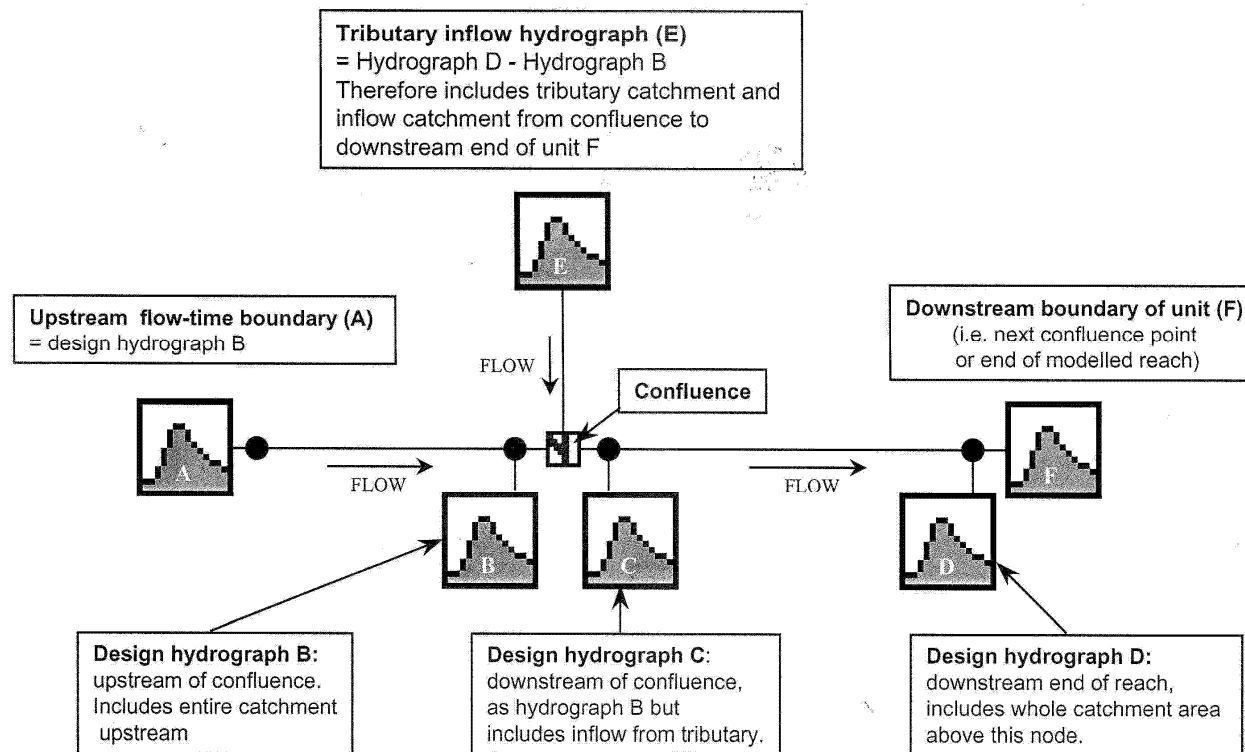 Tributary inflow hydrograph (E)
= Hydrograph D - Hydrograph B
Therefore includes tributary catchment and
inflow catchment from confluence to
downstream end of unit F
E
Upstream flow-time boundary (A)
= design hydrograph B
Downstream boundary of unit (F)
(i.e. next confluence point
or end of modelled reach)
FLOW
Confluence
A
FLOW
FLOW
F
B
C
D
Design hydrograph B:
upstream of confluence.
Includes entire catchment
upstream
Design hydrograph C:
downstream of confluence,
as hydrograph B but
includes inflow from tributary.
Design hydrograph D:
downstream end of reach,
includes whole catchment area
above this node.